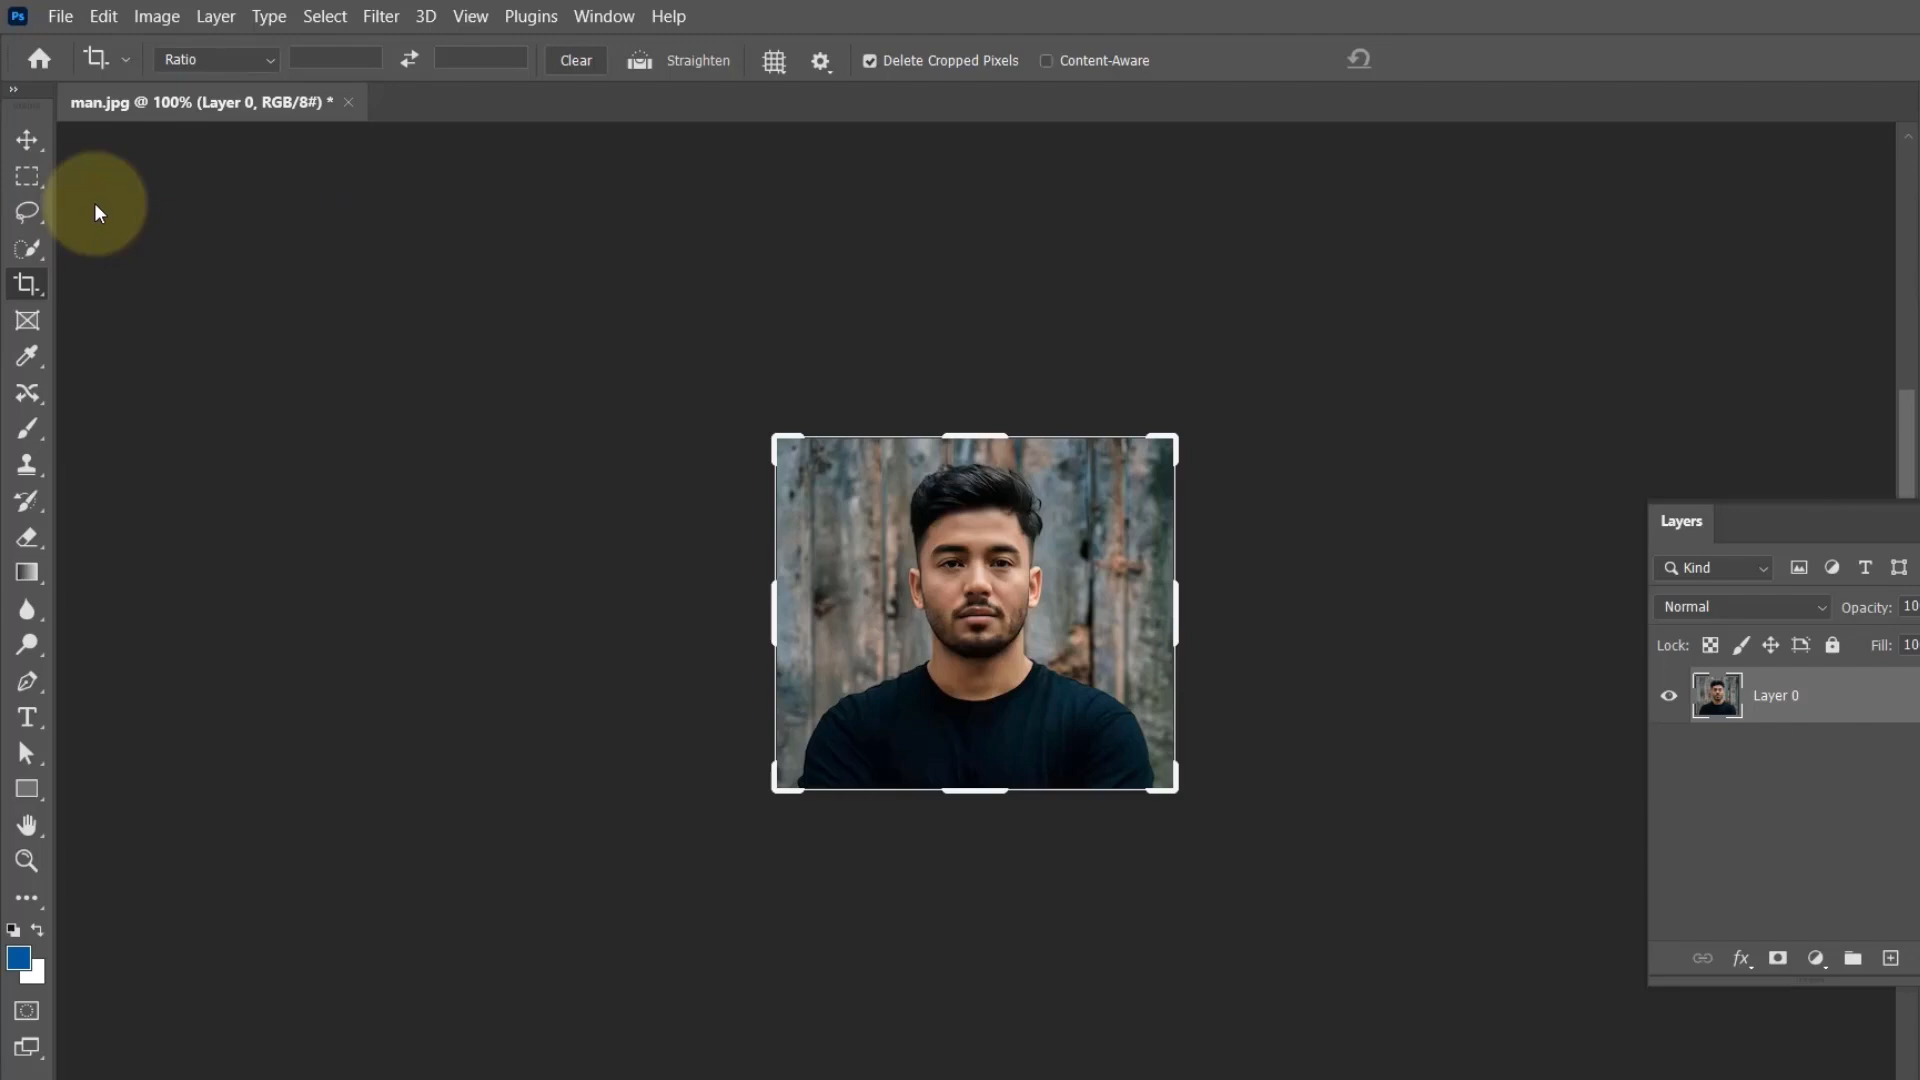 Ps File Edit Image Layer Type Select Filter 3D View Plugins Window Help
Ratio Clear Straighten Delete Cropped Pixels Content-Aware
man.jpg @ 100% (Layer 0, RGB/8#) *
Layers
Kind
Normal Opacity: 10
Lock: Fill: 10
Layer 0
fx